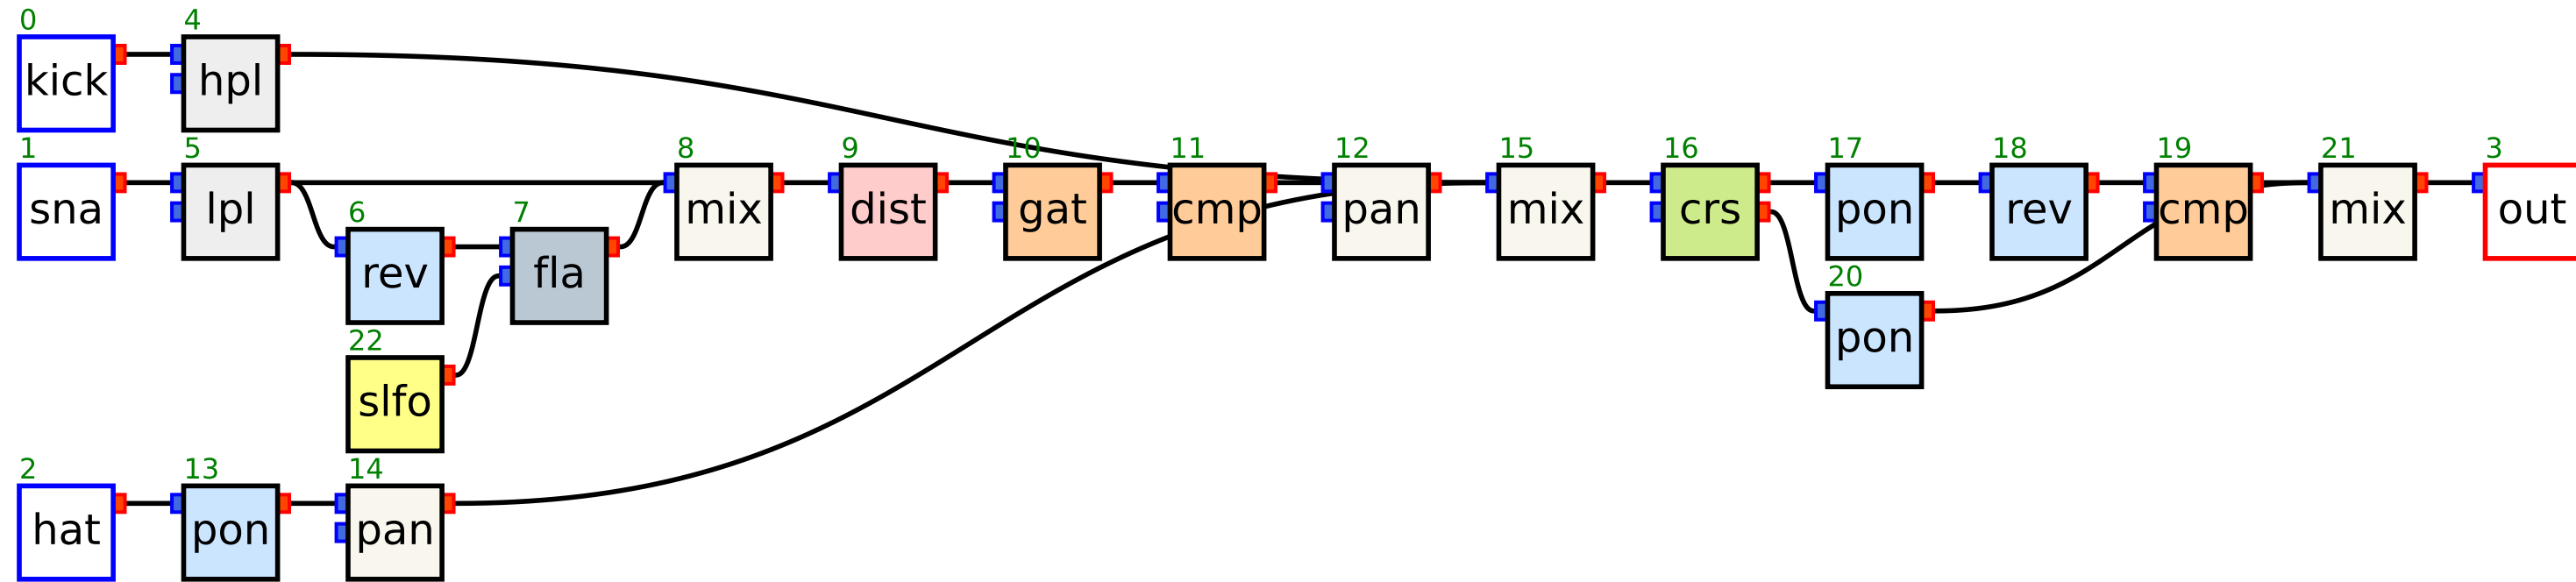 0 4
kick hpl
1 5 8 9 10 11 12 15 16 17 18 19 21 3
sna lpl mix dist gat cmp pan mix crs pon rev cmp mix out
6 7
rev fla
20
pon
22
slfo
2 13 14
hat pon pan